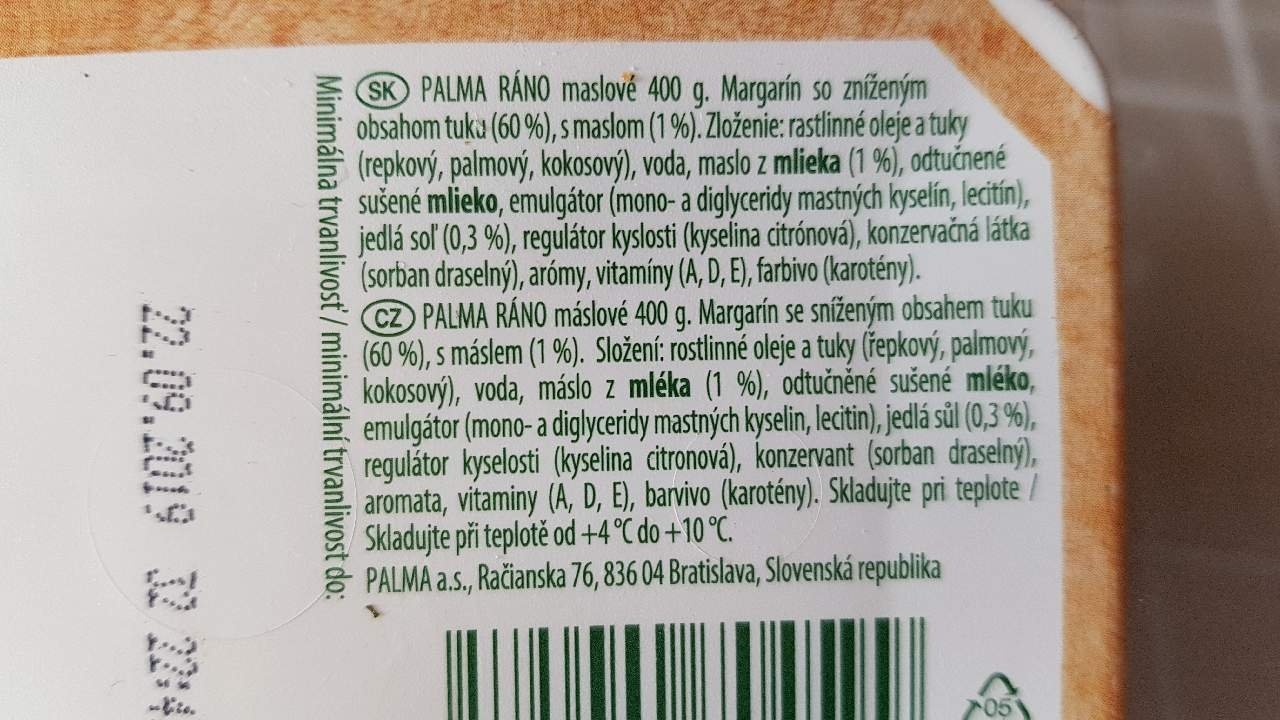 SK PALMA RÁNO maslové 400 g. Margarín so zníženým
obsahom tuku (60 %), s maslom (1 %). Zloženie: rastlinné oleje a tuky
(repkový, palmový, kokosový), voda, maslo z mlieka (1 %), odtučnené
sušené mlieko, emulgátor (mono- a diglyceridy mastných kyselín, lecitín),
jedlá soľ (0,3 %), regulátor kyslosti (kyselina citrónová), konzervačná látka
(sorban draselný), arómy, vitamíny (A, D, E), farbivo (karotény).
CZ PALMA RÁNO máslové 400 g. Margarín se sníženým obsahem tuku
(60 %), s máslem (1 %). Složení: rostlinné oleje a tuky (řepkový, palmový,
kokosový), voda, máslo z mléka (1 %), odtučněné sušené mléko,
emulgátor (mono- a diglyceridy mastných kyselin, lecitin), jedlá sůl (0,3 %),
regulátor kyselosti (kyselina citronová), konzervant (sorban draselný),
aromata, vitaminy (A, D, E), barvivo (karotény). Skladujte pri teplote /
Skladujte při teplotě od +4 °C do +10 °C.
PALMA a.s., Račianska 76, 836 04 Bratislava, Slovenská republika
Minimálna trvanlivosť / minimální trvanlivost do:
22.09.2019
05